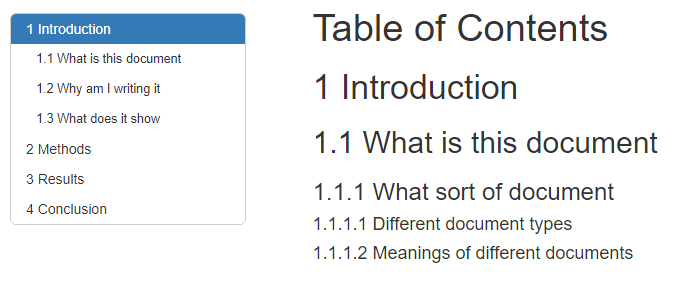 1 Introduction
1.1 What is this document
1.2 Why am I writing it
1.3 What does it show
2 Methods
3 Results
4 Conclusion
Table of Contents
1 Introduction
1.1 What is this document
1.1.1 What sort of document
1.1.1.1 Different document types
1.1.1.2 Meanings of different documents